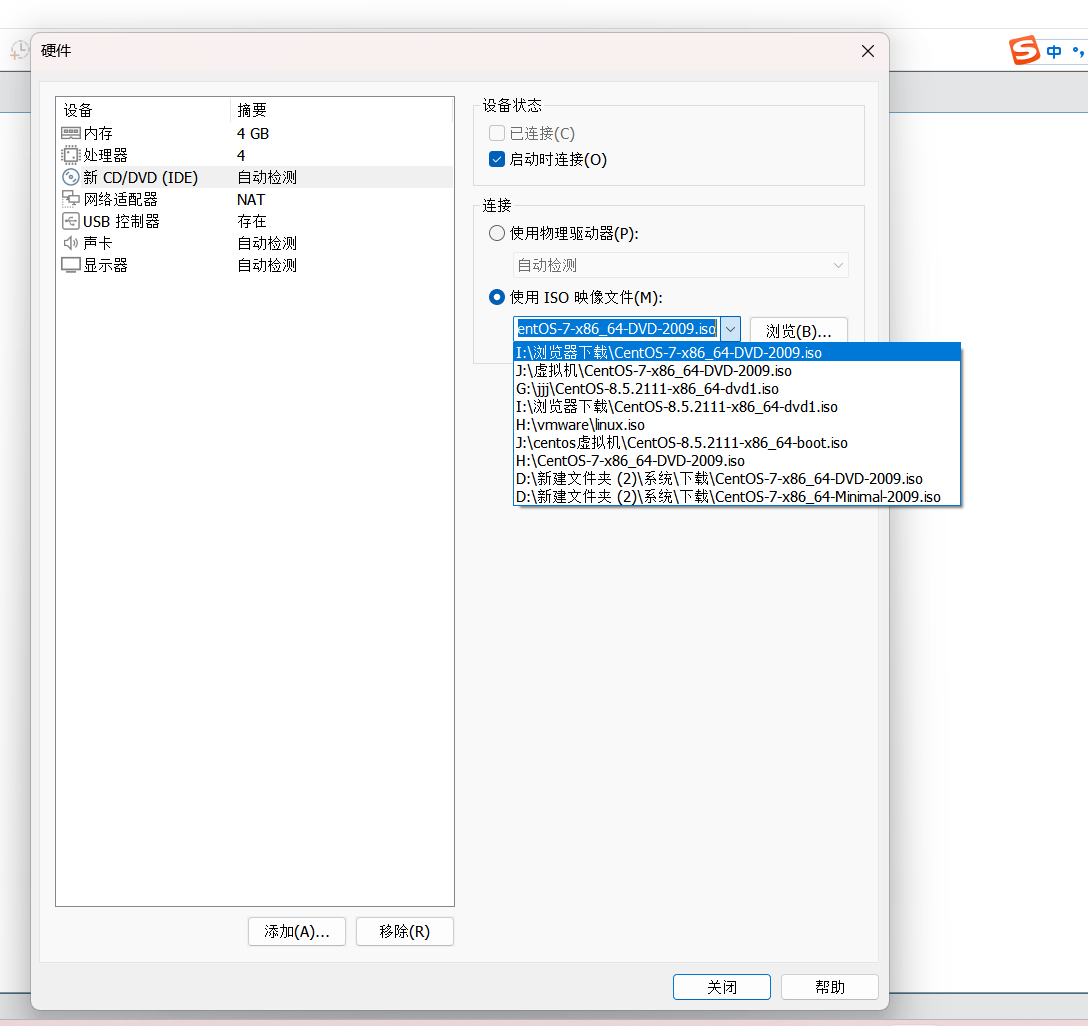 硬件
中
设备 摘要
内存 4 GB
处理器 4
新 CD/DVD (IDE) 自动检测
网络适配器 NAT
USB 控制器 存在
声卡 自动检测
显示器 自动检测
设备状态
已连接(C)
启动时连接(O)
连接
使用物理驱动器(P):
自动检测
使用 ISO 映像文件(M):
entOS-7-x86_64-DVD-2009.iso 浏览(B)...
I:\浏览器下载\CentOS-7-x86_64-DVD-2009.iso
J:\虚拟机\CentOS-7-x86_64-DVD-2009.iso
G:\jjj\CentOS-8.5.2111-x86_64-dvd1.iso
I:\浏览器下载\CentOS-8.5.2111-x86_64-dvd1.iso
H:\vmware\linux.iso
J:\centos虚拟机\CentOS-8.5.2111-x86_64-boot.iso
H:\CentOS-7-x86_64-DVD-2009.iso
D:\新建文件夹 (2)\系统\下载\CentOS-7-x86_64-DVD-2009.iso
D:\新建文件夹 (2)\系统\下载\CentOS-7-x86_64-Minimal-2009.iso
添加(A)... 移除(R)
关闭 帮助